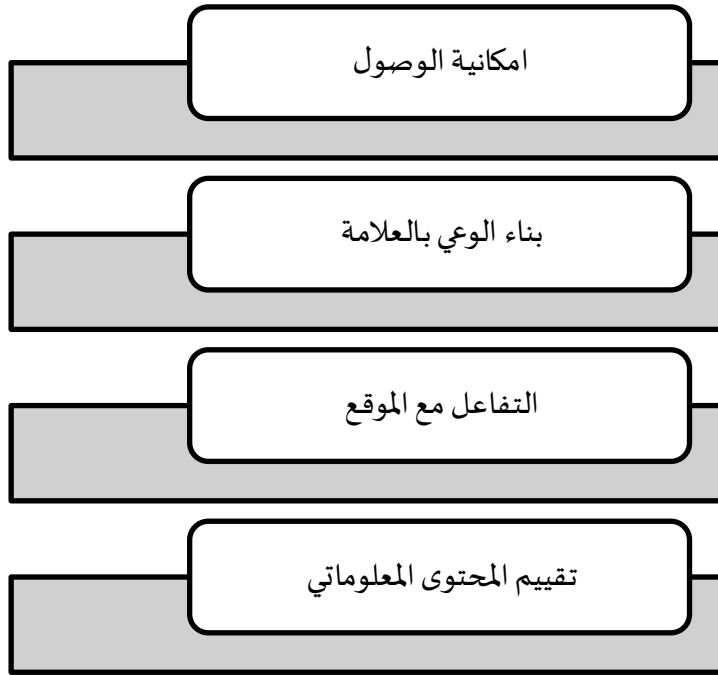 امكانية الوصول
بناء الوعي بالعلامة
التفاعل مع الموقع
تقييم المحتوى المعلوماتي